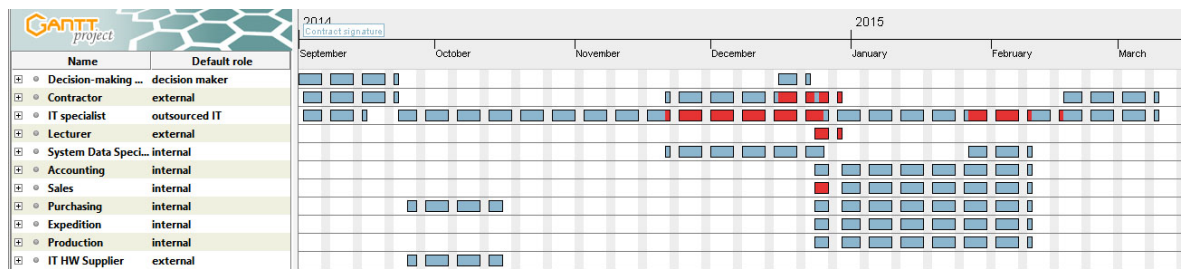 GANTT
project
2014
2015
Contract signature
September October November December January February March
Name Default role
Decision-making ... decision maker
Contractor external
IT specialist outsourced IT
Lecturer external
System Data Speci... internal
Accounting internal
Sales internal
Purchasing internal
Expedition internal
Production internal
IT HW Supplier external